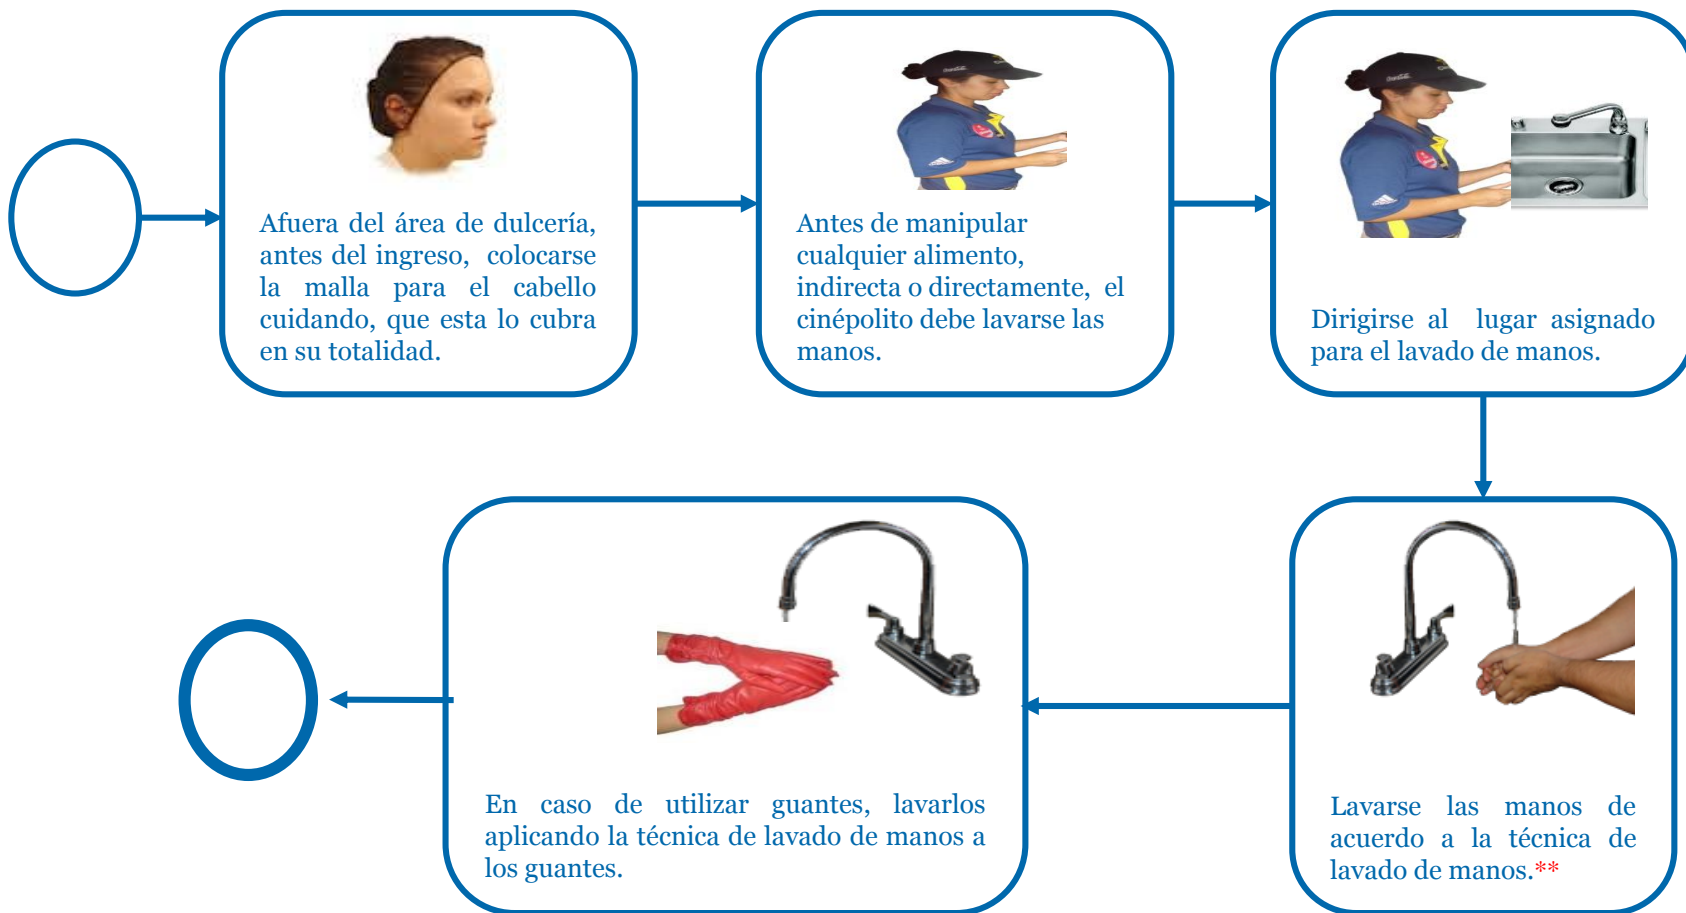 Afuera del área de dulcería,
antes del ingreso, colocarse
la malla para el cabello
cuidando, que esta lo cubra
en su totalidad.
Antes de manipular
cualquier alimento,
indirecta o directamente, el
cinépolito debe lavarse las
manos.
Dirigirse al lugar asignado
para el lavado de manos.
Lavarse las manos de
acuerdo a la técnica de
lavado de manos.**
En caso de utilizar guantes, lavarlos
aplicando la técnica de lavado de manos a
los guantes.